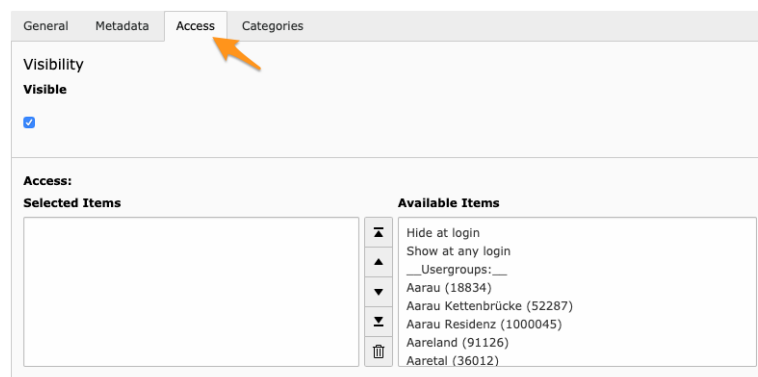 General Metadata Access Categories
Visibility
Visible
Access:
Selected Items
Available Items
Hide at login
Show at any login
__Usergroups:__
Aarau (18834)
Aarau Kettenbrücke (52287)
Aarau Residenz (1000045)
Aareland (91126)
Aaretal (36012)